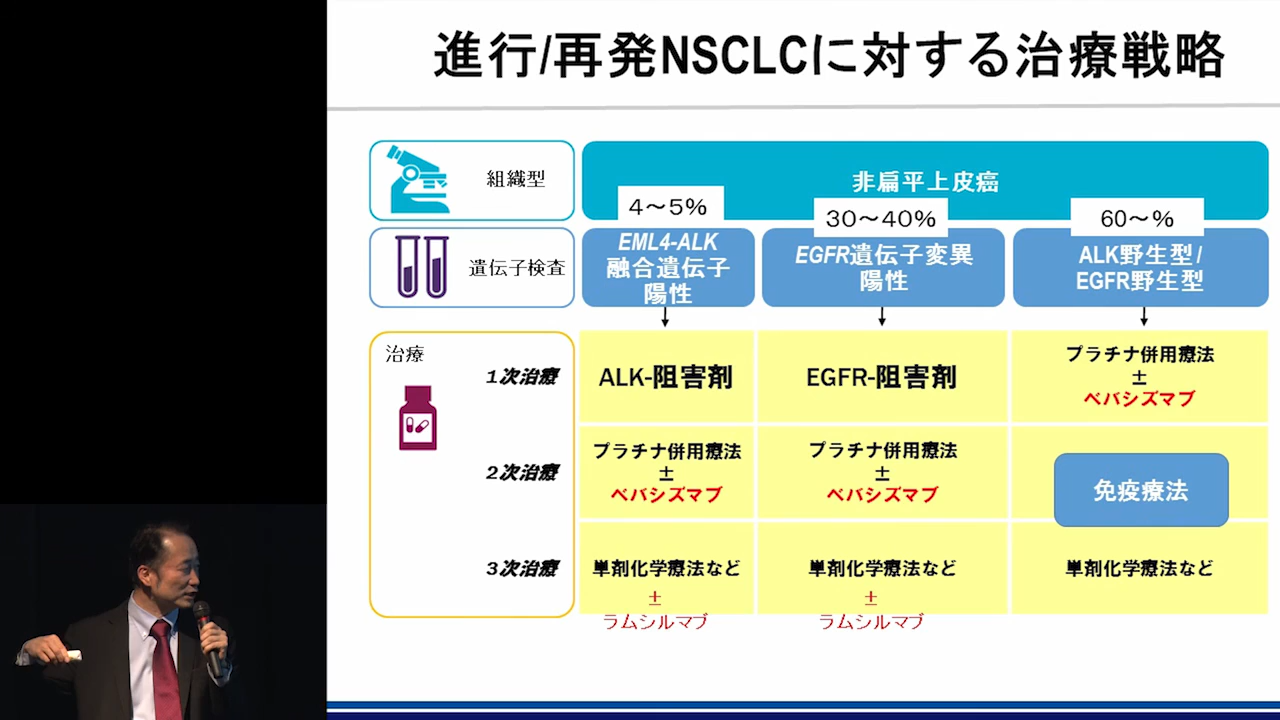 進行/再発NSCLCに対する治療戦略
組織型
非扁平上皮癌
4～5%
30～40%
60～%
遺伝子検査
EML4-ALK
融合遺伝子
陽性
EGFR遺伝子変異
陽性
ALK野生型/
EGFR野生型
治療
1次治療
ALK-阻害剤
EGFR-阻害剤
プラチナ併用療法
±
ベバシズマブ
2次治療
プラチナ併用療法
±
ベバシズマブ
プラチナ併用療法
±
ベバシズマブ
免疫療法
3次治療
単剤化学療法など
±
ラムシルマブ
単剤化学療法など
±
ラムシルマブ
単剤化学療法など